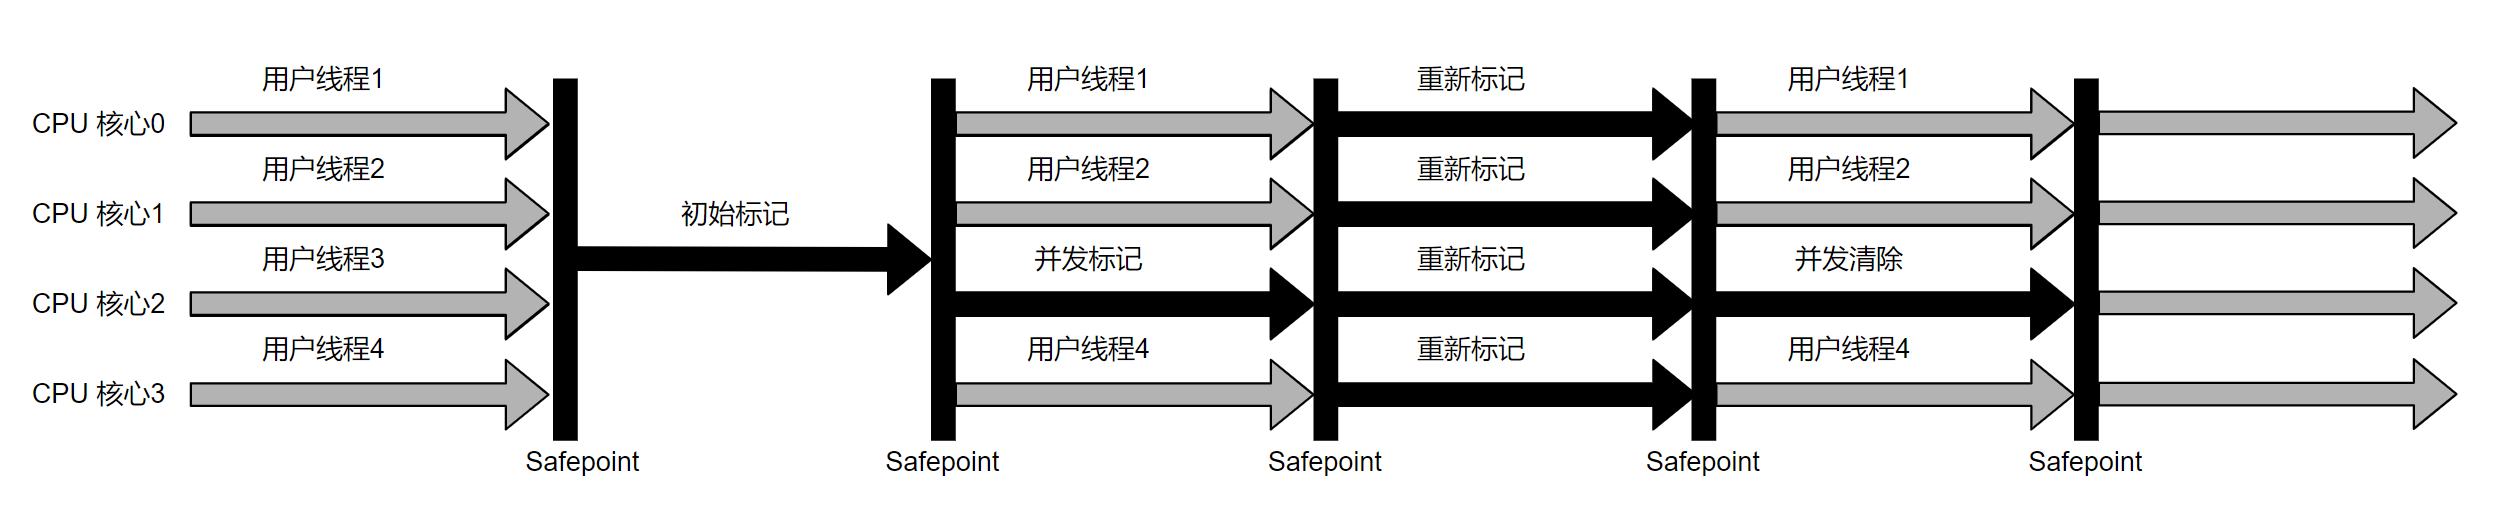 用户线程1
用户线程1
重新标记
用户线程1
CPU 核心0
用户线程2
用户线程2
重新标记
用户线程2
CPU 核心1
初始标记
用户线程3
并发标记
重新标记
并发清除
CPU 核心2
用户线程4
用户线程4
重新标记
用户线程4
CPU 核心3
Safepoint
Safepoint
Safepoint
Safepoint
Safepoint